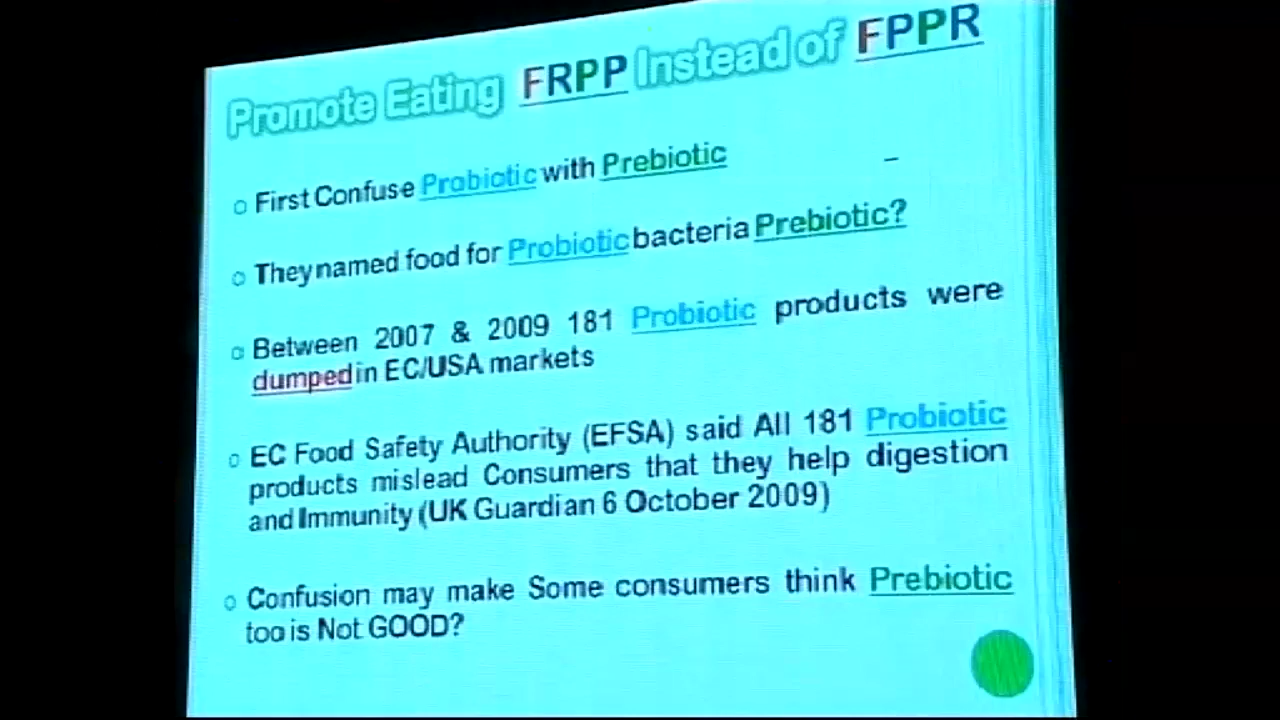 Promote Eating FRPP Instead of FPPR
First Confuse Probiotic with Prebiotic
They named food for Probiotic bacteria Prebiotic?
Between 2007 & 2009 181 Probiotic products were
dumped in EC/USA markets
EC Food Safety Authority (EFSA) said All 181 Probiotic
products mislead Consumers that they help digestion
and Immunity (UK Guardian 6 October 2009)
Confusion may make Some consumers think Prebiotic
too is Not GOOD?